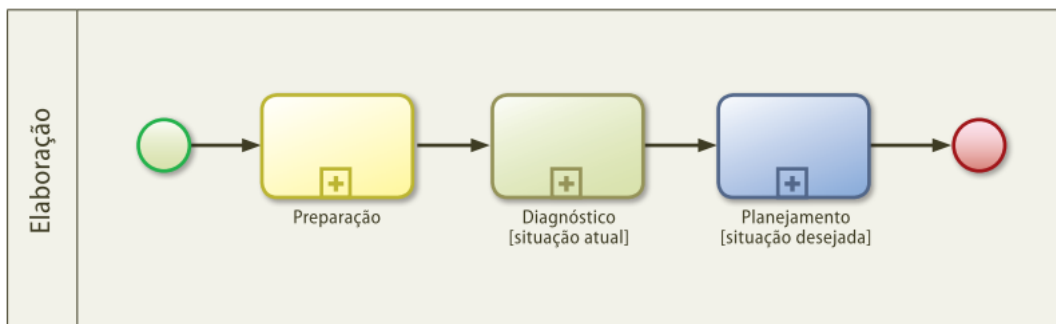 Elaboração
Preparação
Diagnóstico
[situação atual]
Planejamento
[situação desejada]